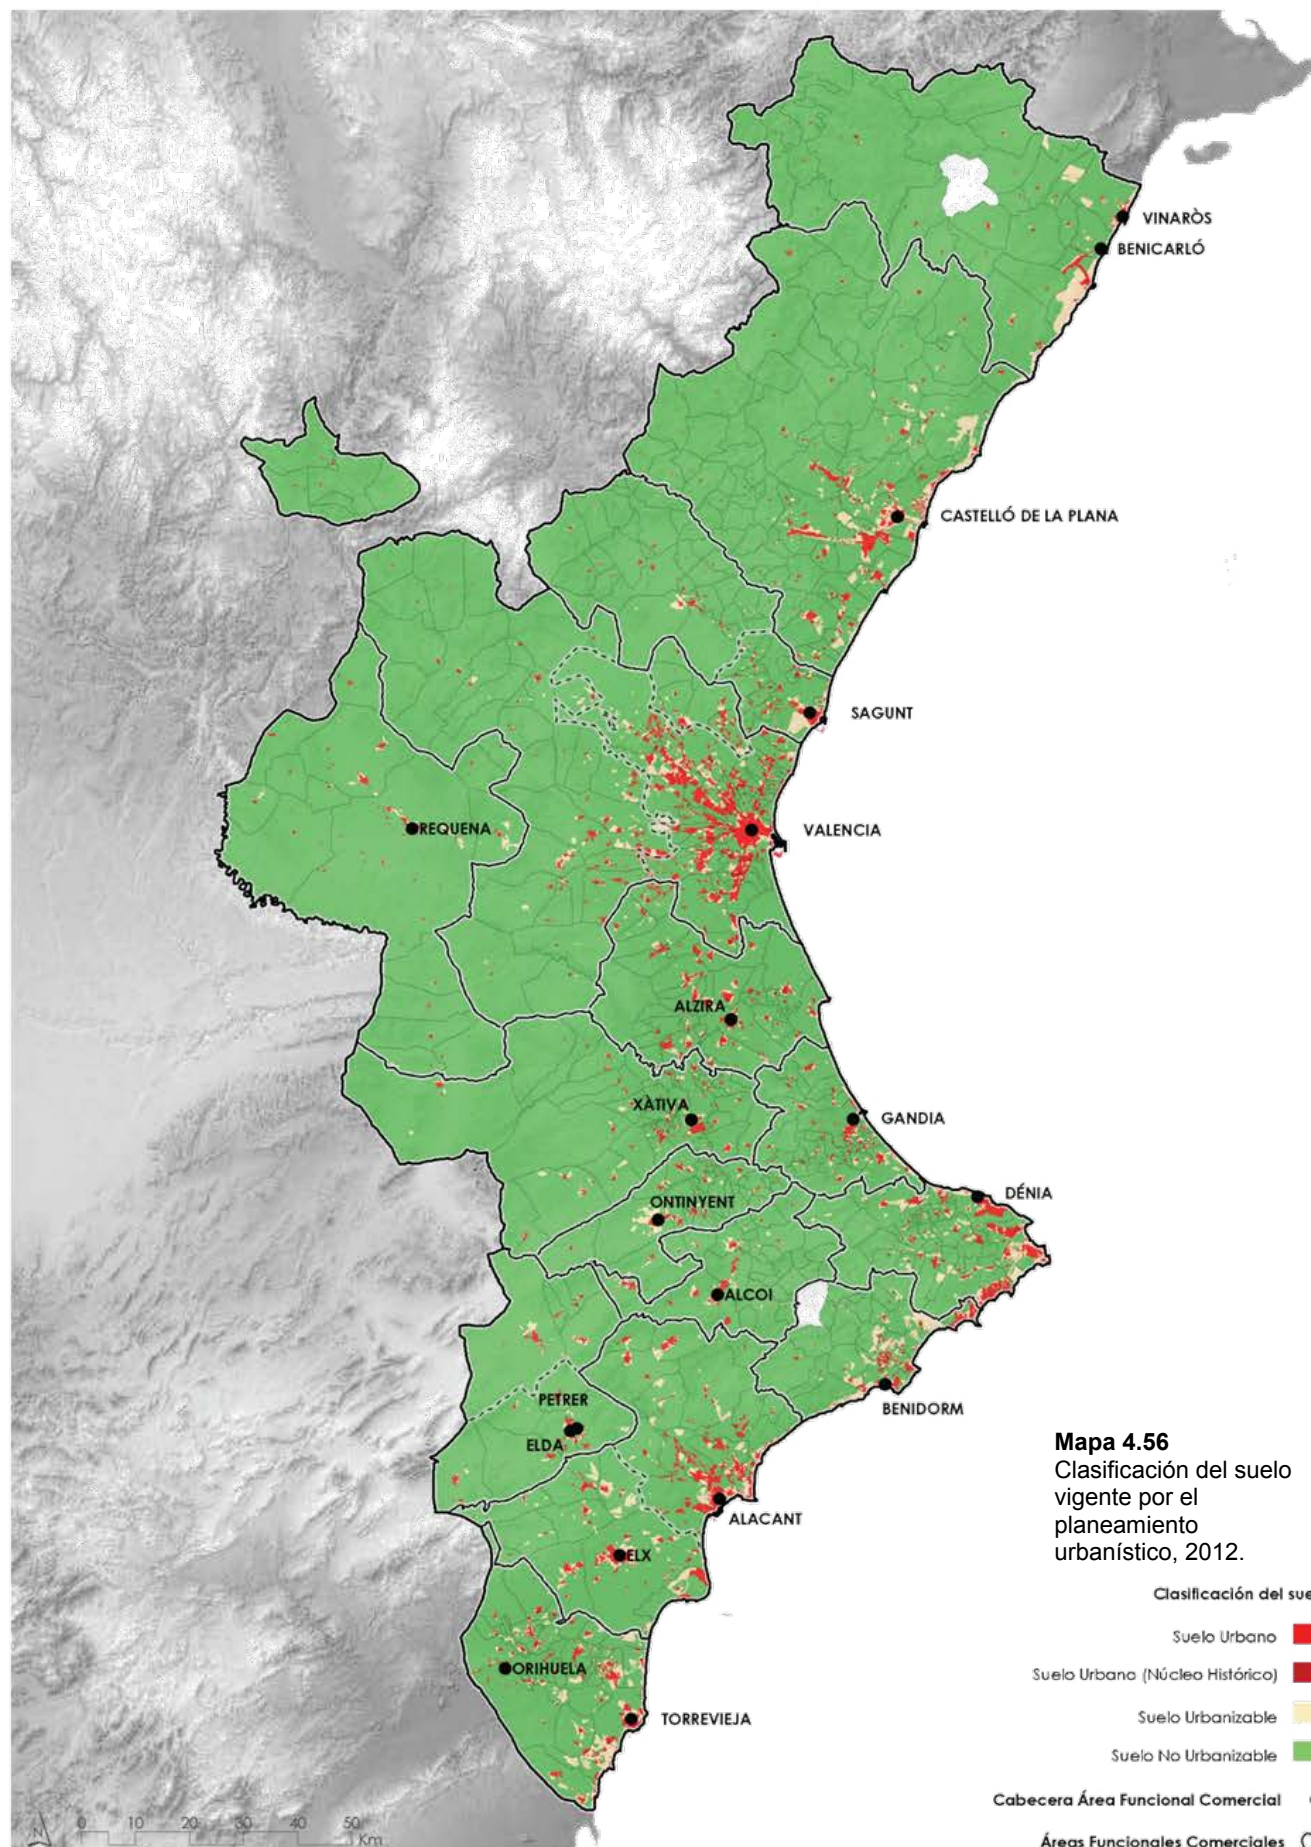 VINARÒS
BENICARLÓ
CASTELLÓ DE LA PLANA
SAGUNT
REQUENA
VALENCIA
ALZIRA
XÀTIVA
GANDIA
DÉNIA
ONTINYENT
ALCOI
PETRER
BENIDORM
ELDA
Mapa 4.56
Clasificación del suelo
vigente por el
planeamiento
urbanístico, 2012.
ALACANT
ELX
Clasificación del sue
Suelo Urbano
ORIHUELA
Suelo Urbano (Núcleo Histórico)
TORREVIEJA
Suelo Urbanizable
Suelo No Urbanizable
Cabecera Área Funcional Comercial
N 0 10 20 30 40 50
Km
Áreas Funcionales Comerciales